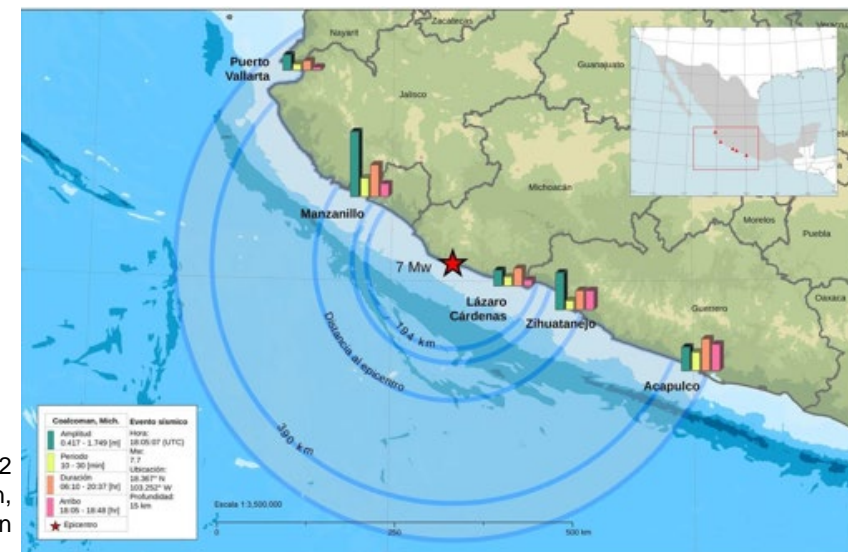 Zacatecas
Nayarit
Puerto
Vallarta
Guanajuato
Jalisco
Michoacán
Manzanillo
Morelos
Puebla
7 Mw
Oaxaca
Lázaro
Cárdenas
Zihuatanejo
Guerrero
Acapulco
194 km
Distancia al epicentro
390 km
2
n,
n
Coalcoman, Mich.
Amplitud
0.417 - 1.749 [m]
Periodo
10 - 30 [min]
Duración
06:10 - 20:37 [hr]
Arribo
18:05 - 18:48 [hr]
Epicentro
Evento sísmico
Hora:
18:05:07 (UTC)
Mw:
7.7
Ubicación:
18.367° N
103.252° W
Profundidad:
15 km
Escala 1:3,500,000
0
250
500 km